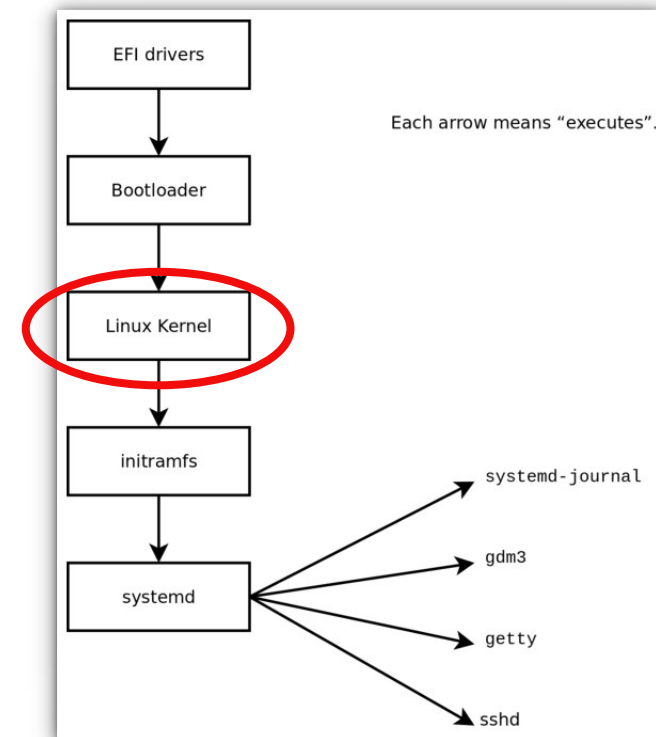 EFI drivers
Each arrow means “executes”.
Bootloader
Linux Kernel
initramfs
systemd-journal
gdm3
systemd
getty
sshd